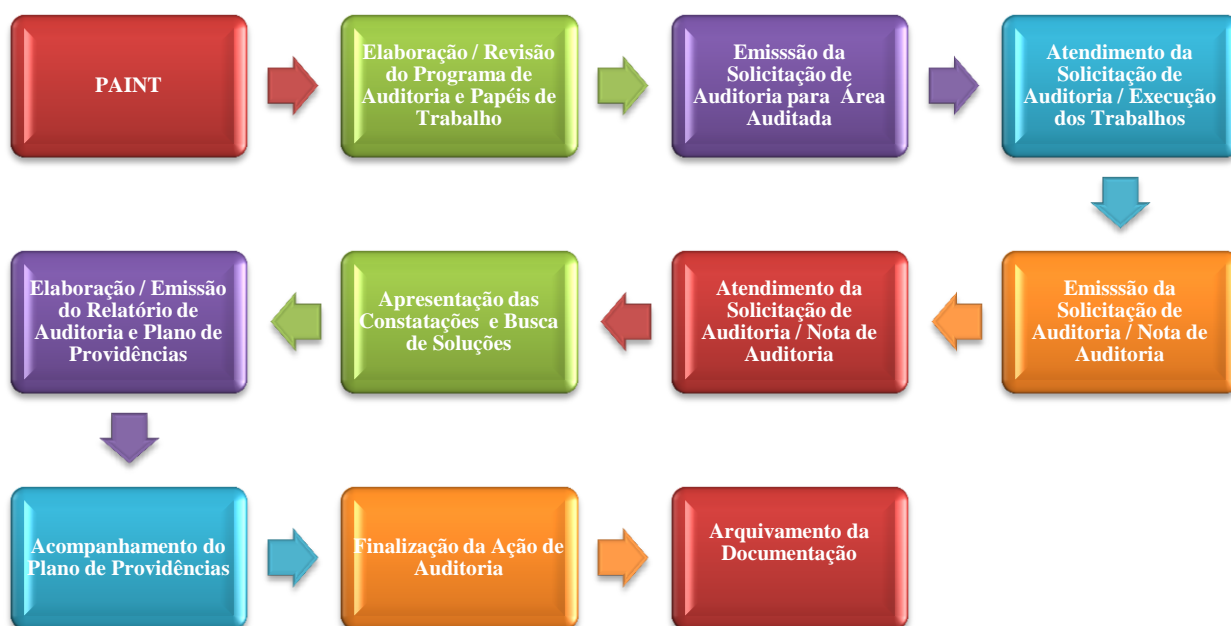 PAINT
Elaboração / Revisão
do Programa de
Auditoria e Papéis de
Trabalho
Emisssão da
Solicitação de
Auditoria para Área
Auditada
Atendimento da
Solicitação de
Auditoria / Execução
dos Trabalhos
Emisssão da
Solicitação de
Auditoria / Nota de
Auditoria
Atendimento da
Solicitação de
Auditoria / Nota de
Auditoria
Apresentação das
Constatações e Busca
de Soluções
Elaboração / Emissão
do Relatório de
Auditoria e Plano de
Providências
Acompanhamento do
Plano de Providências
Finalização da Ação de
Auditoria
Arquivamento da
Documentação